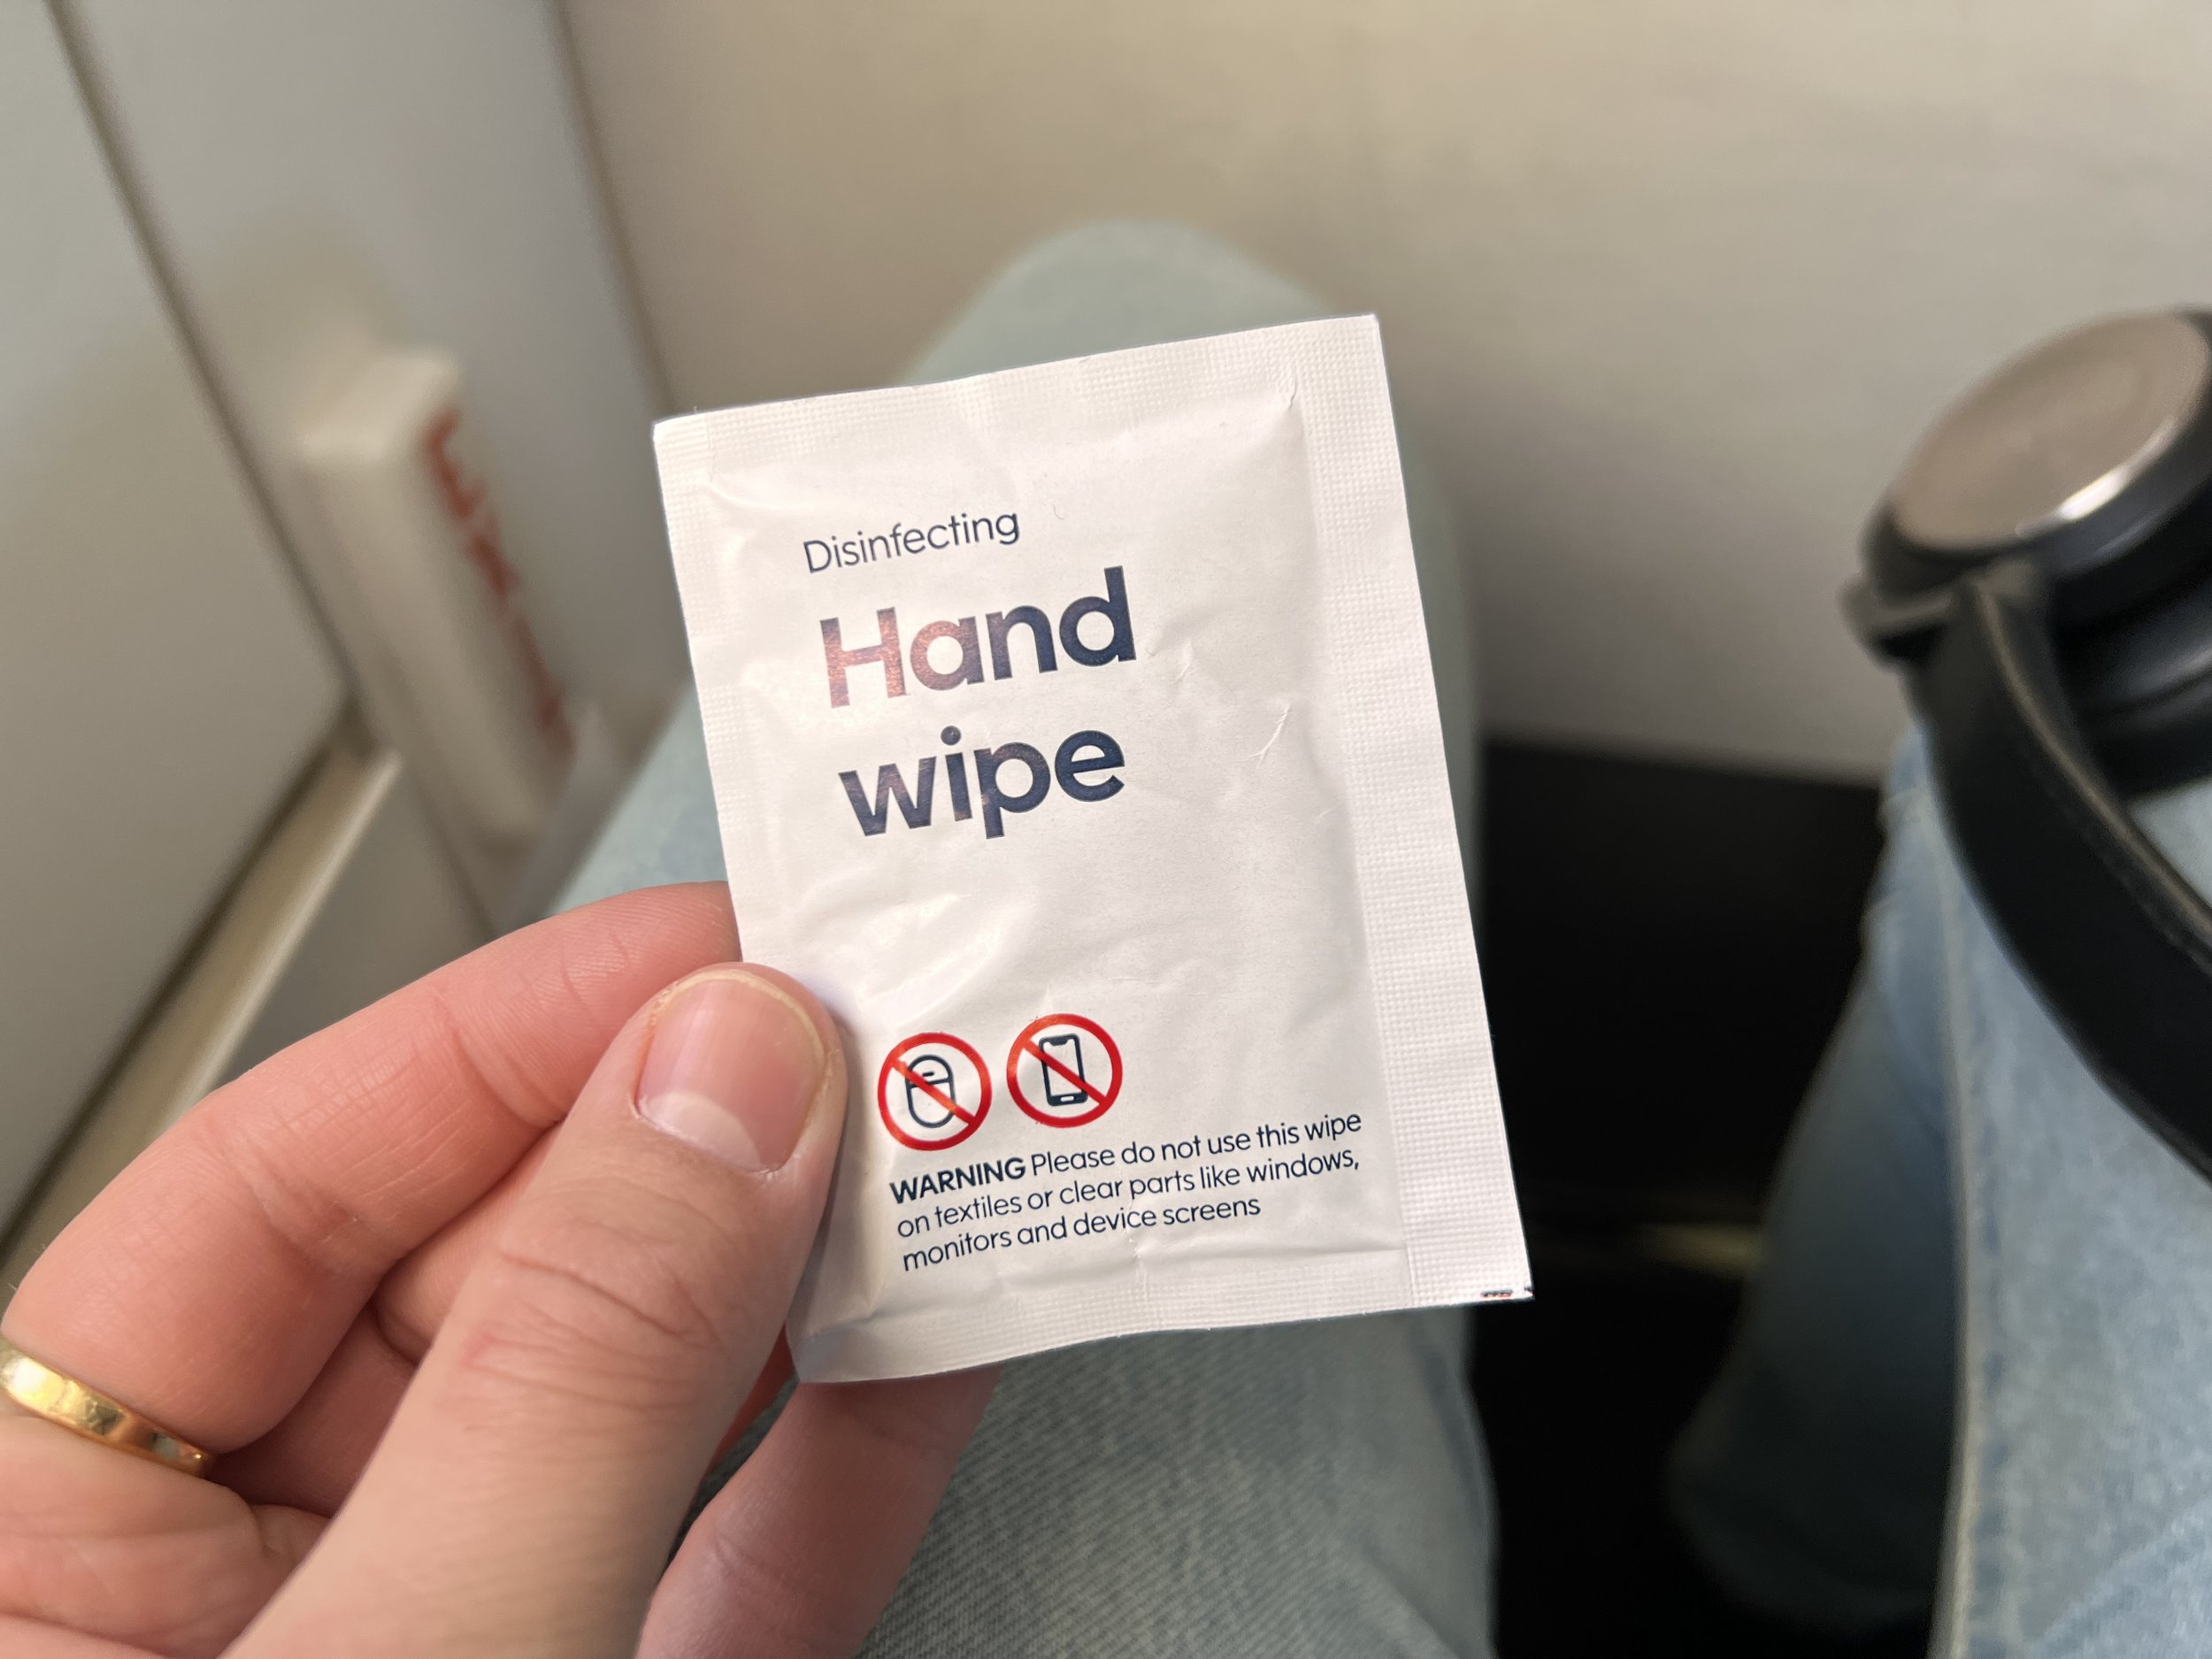 Disinfecting
Hand
wipe
WARNING Please do not use this wipe
on textiles or clear parts like windows,
monitors and device screens